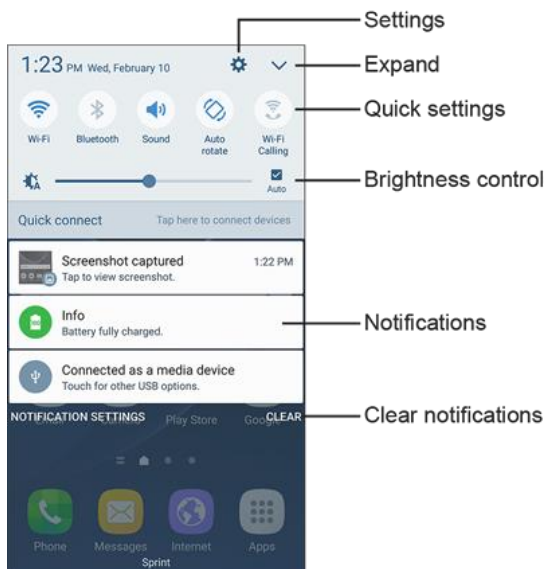 Settings
1:23 PM Wed, February 10
Expand
Quick settings
Wi-Fi Bluetooth Sound Auto rotate Wi-Fi Calling
Brightness control
A Auto
Quick connect Tap here to connect devices
Screenshot captured 1:22 PM
Tap to view screenshot.
Info
Battery fully charged.
Notifications
Connected as a media device
Touch for other USB options.
NOTIFICATION SETTINGS CLEAR
Clear notifications
Play Store Google
Phone Messages Internet Apps
Sprint